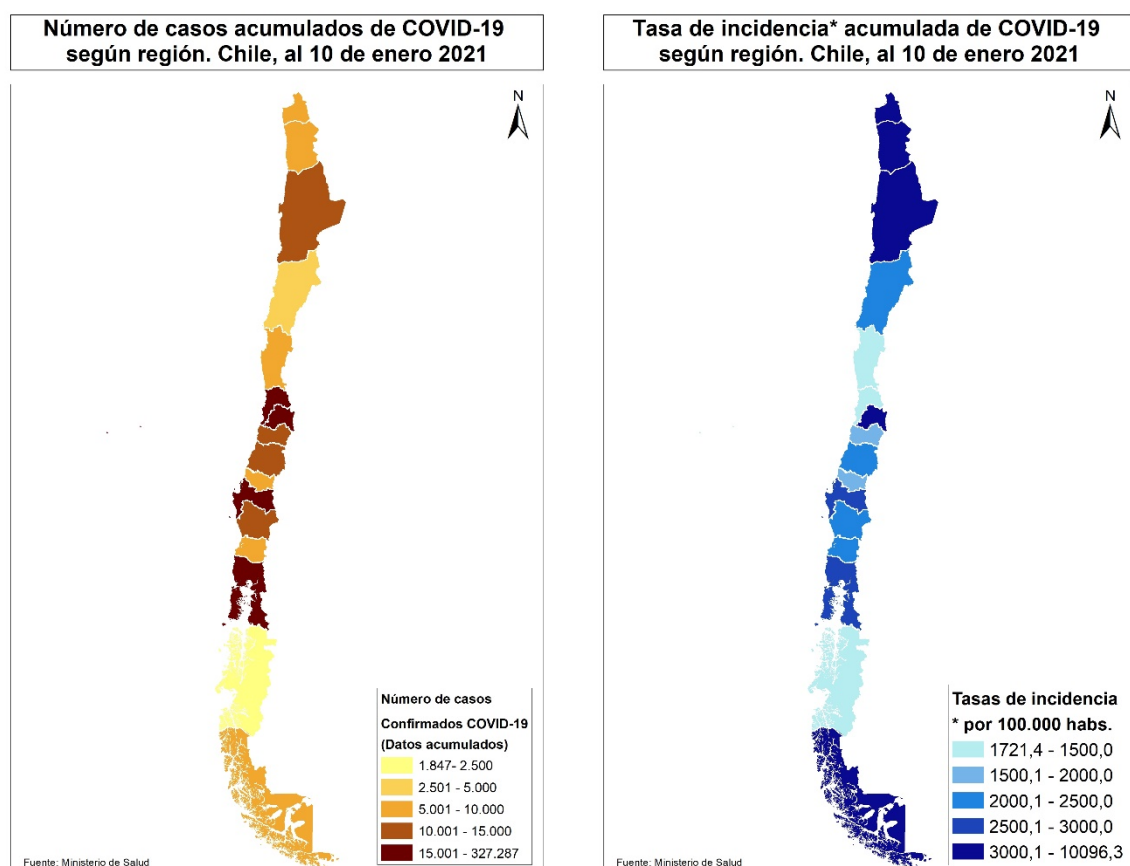 Número de casos acumulados de COVID-19
según región. Chile, al 10 de enero 2021
N
Número de casos
Confirmados COVID-19
(Datos acumulados)
1.847- 2.500
2.501 - 5.000
5.001 - 10.000
10.001 - 15.000
15.001 - 327.287
Fuente: Ministerio de Salud
Tasa de incidencia* acumulada de COVID-19
según región. Chile, al 10 de enero 2021
N
Tasas de incidencia
* por 100.000 habs.
1721,4 - 1500,0
1500,1 - 2000,0
2000,1 - 2500,0
2500,1 - 3000,0
3000,1 - 10096,3
Fuente: Ministerio de Salud